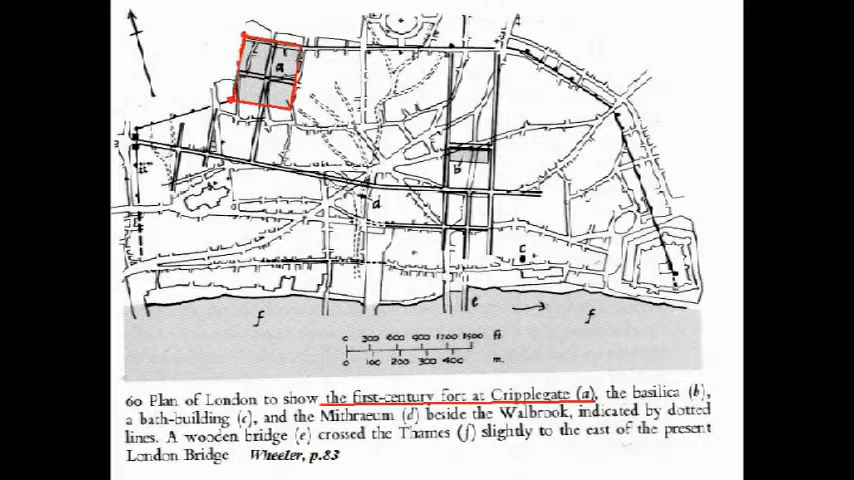 a
b
d
c
e
f
f
0 300 600 900 1200 1500 ft
0 100 200 300 400 m.
60 Plan of London to show the first-century fort at Cripplegate (a), the basilica (b),
a bath-building (c), and the Mithraeum (d) beside the Walbrook, indicated by dotted
lines. A wooden bridge (e) crossed the Thames (f) slightly to the east of the present
London Bridge Wheeler, p.83